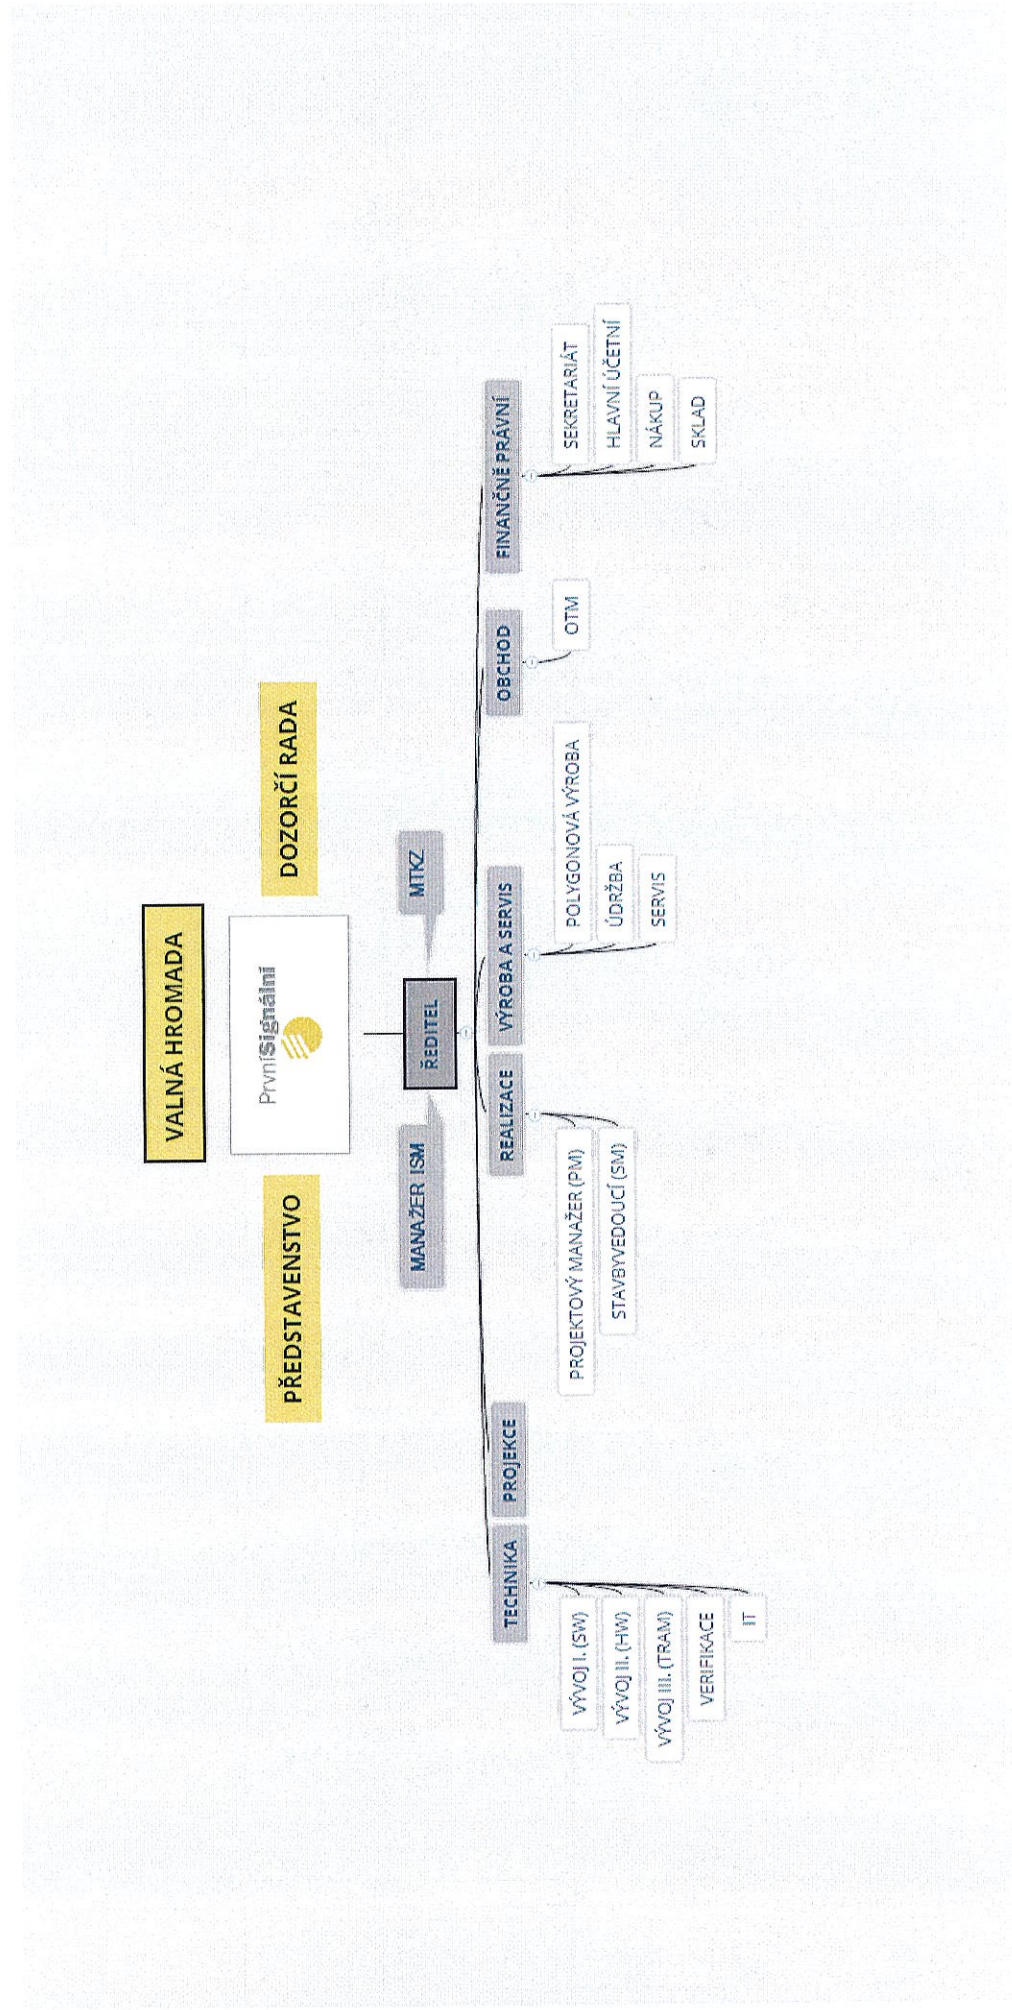 VALNÁ HROMADA
PŘEDSTAVENSTVO
PrvníSignální
DOZORČÍ RADA
MANAŽER ISM
ŘEDITEL
MTKZ
TECHNIKA
VÝVOJ I. (SW)
VÝVOJ II. (HW)
VÝVOJ III. (TRAM)
VERIFIKACE
IT
PROJEKCE
REALIZACE
PROJEKTOVÝ MANAŽER (PM)
STAVBYVEDOUCÍ (SM)
VÝROBA A SERVIS
POLYGONOVÁ VÝROBA
ÚDRŽBA
SERVIS
OBCHOD
OTM
FINANČNĚ PRÁVNÍ
SEKRETARIÁT
HLAVNÍ ÚČETNÍ
NÁKUP
SKLAD